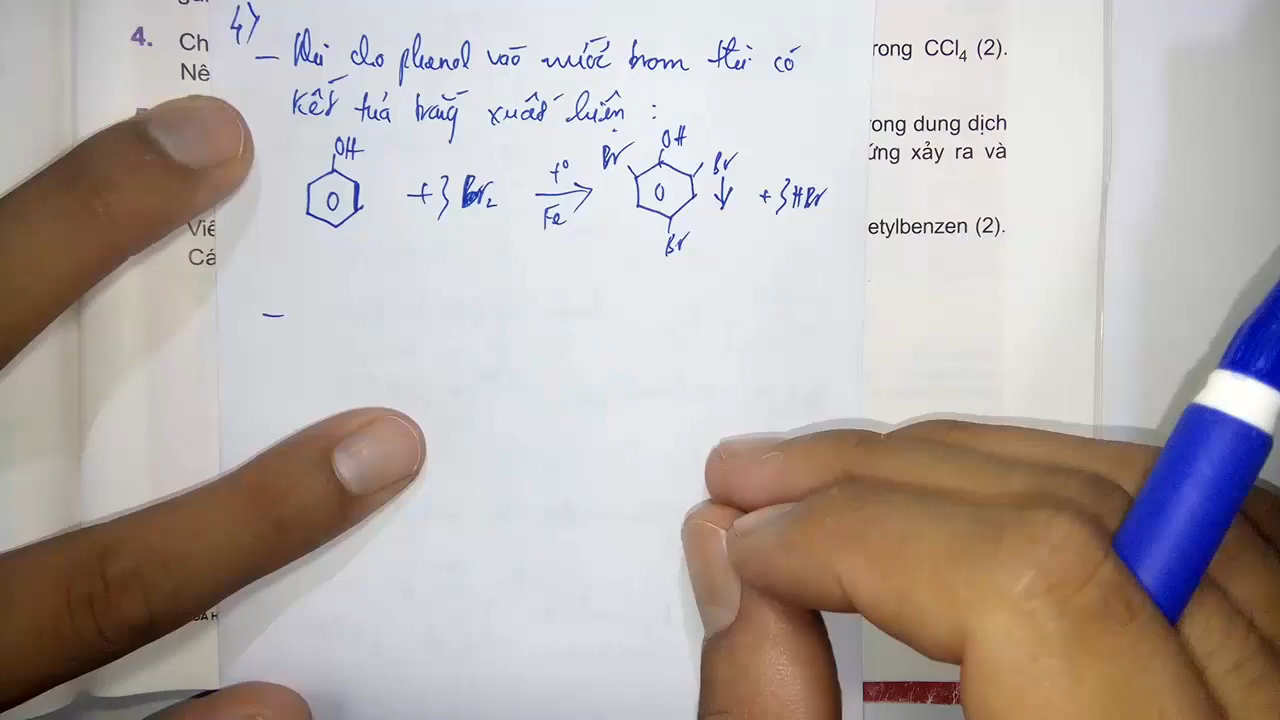 4. Ch
Nê
rong CCl4 (2).
ong dung dịch
ứng xảy ra và
Viê
Cá
etylbenzen (2).
4)
- Khi cho phenol vào nước brom thì có
kết tủa trắng xuất hiện :
OH + 3 Br2 t° Fe → OH Br Br Br ↓ + 3HBr
-